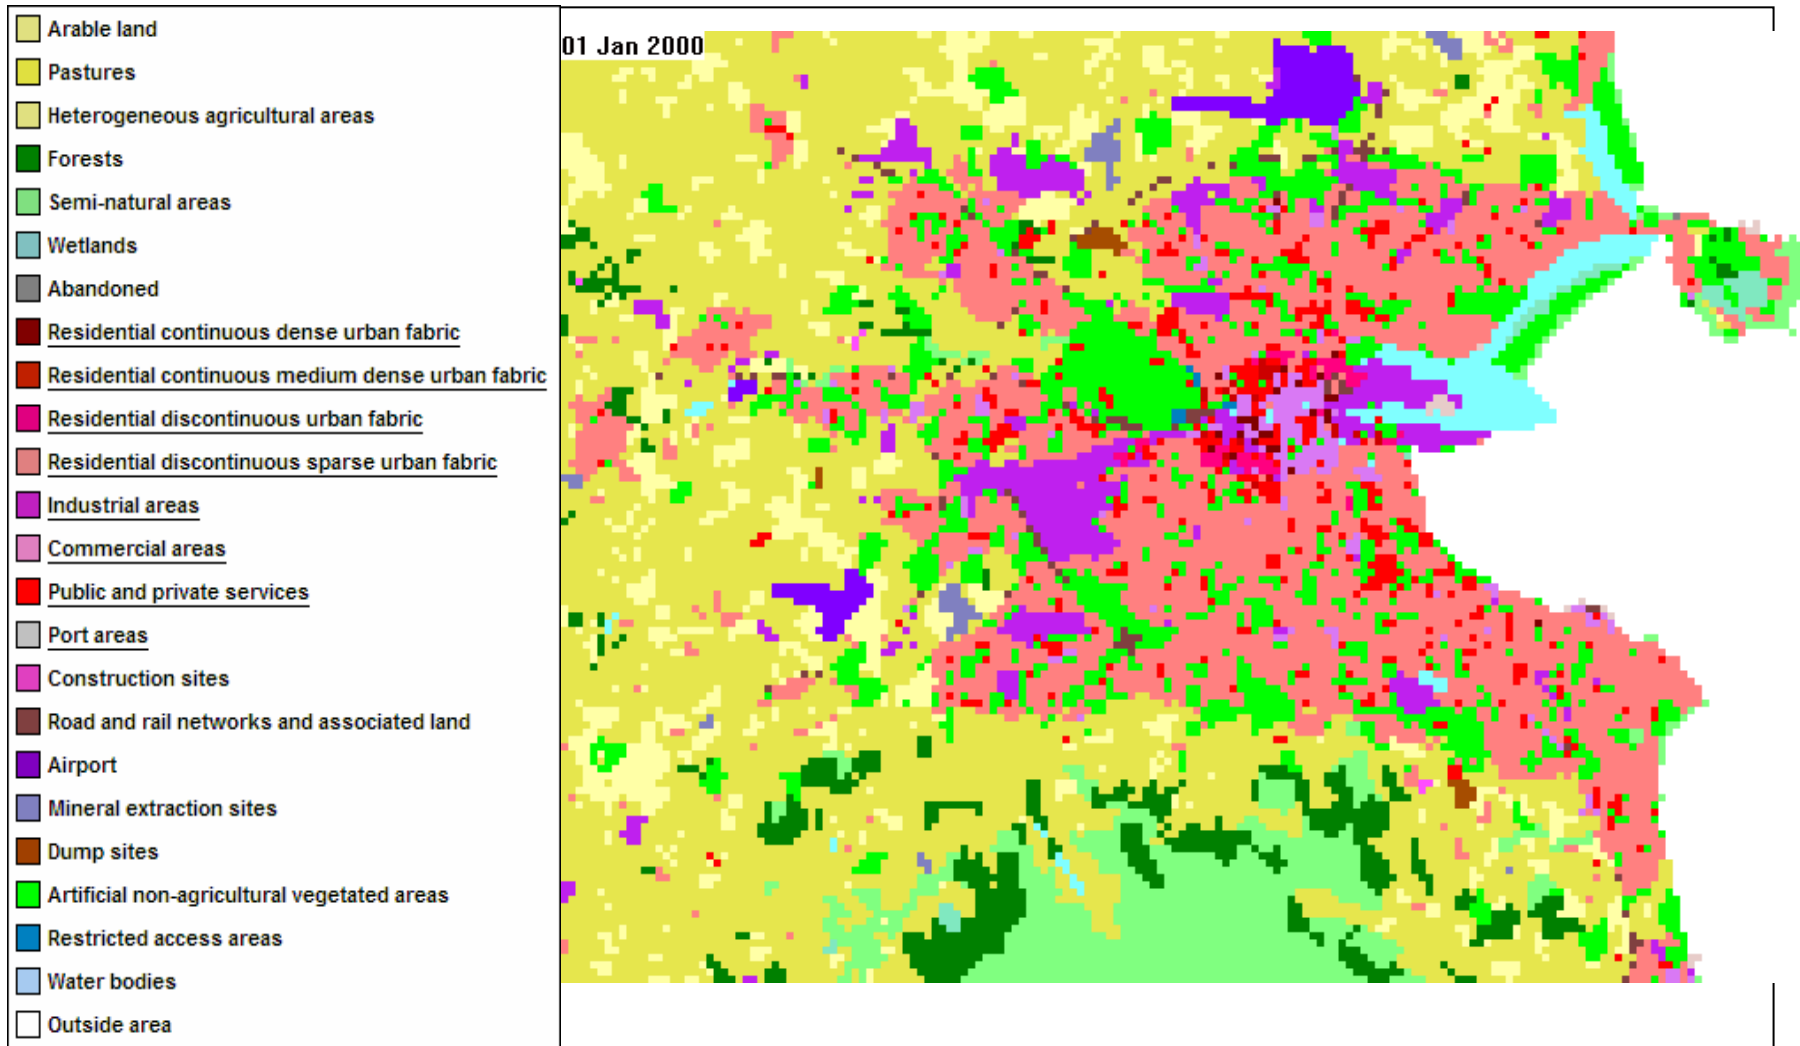 Arable land
Pastures
Heterogeneous agricultural areas
Forests
Semi-natural areas
Wetlands
Abandoned
Residential continuous dense urban fabric
Residential continuous medium dense urban fabric
Residential discontinuous urban fabric
Residential discontinuous sparse urban fabric
Industrial areas
Commercial areas
Public and private services
Port areas
Construction sites
Road and rail networks and associated land
Airport
Mineral extraction sites
Dump sites
Artificial non-agricultural vegetated areas
Restricted access areas
Water bodies
Outside area
01 Jan 2000